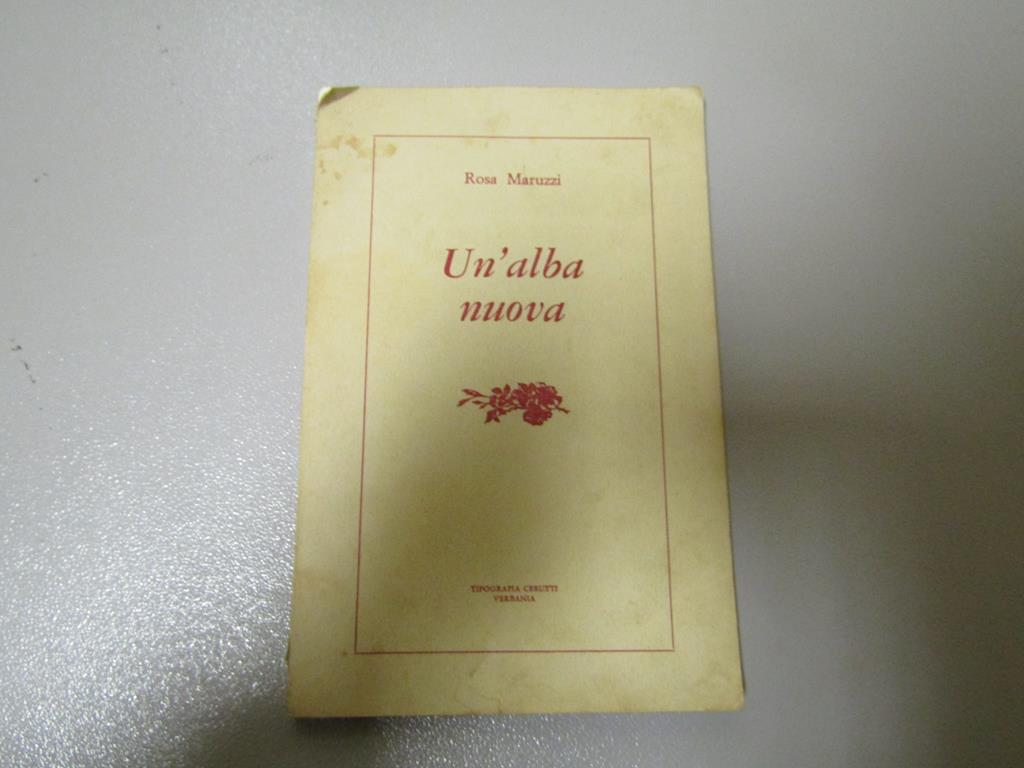 Rosa Maruzzi
Un'alba
nuova
TIPOGRAFIA CERUTTI
VERBANIA